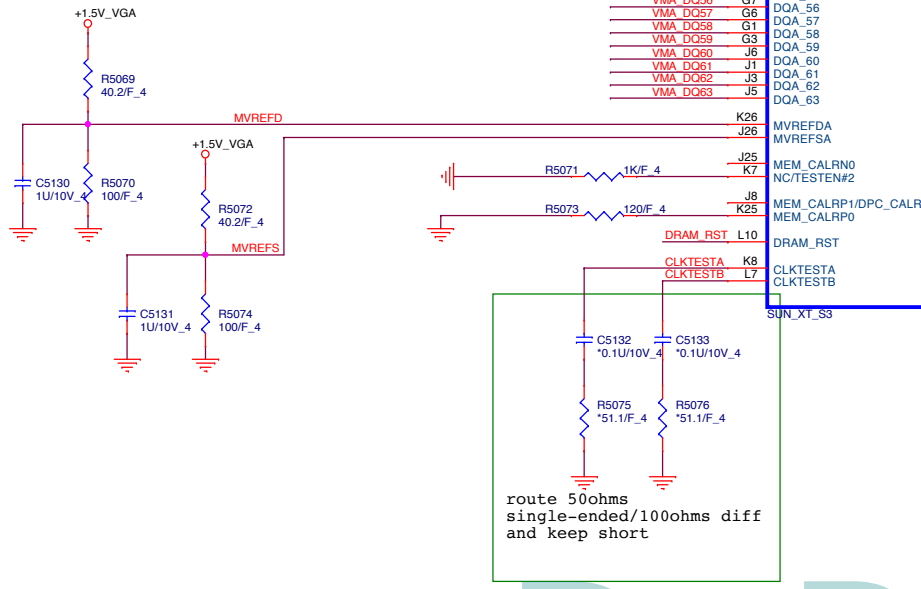 +1.5V_VGA
R5069
40.2/F_4
MVREFD
C5130
1U/10V_4
R5070
100/F_4
+1.5V_VGA
R5072
40.2/F_4
MVREFS
C5131
1U/10V_4
R5074
100/F_4
VMA_DQ56 G7 DQA_56
VMA_DQ57 G6 DQA_57
VMA_DQ58 G1 DQA_58
VMA_DQ59 G3 DQA_59
VMA_DQ60 J6 DQA_60
VMA_DQ61 J1 DQA_61
VMA_DQ62 J3 DQA_62
VMA_DQ63 J5 DQA_63
K26 MVREFDA
J26 MVREFSA
J25 MEM_CALRN0
R5071 1K/F_4 K7 NC/TESTEN#2
J8 MEM_CALRP1/DPC_CALR
R5073 120/F_4 K25 MEM_CALRP0
DRAM_RST L10 DRAM_RST
CLKTESTA K8 CLKTESTA
CLKTESTB L7 CLKTESTB
SUN_XT_S3
C5132
*0.1U/10V_4
C5133
*0.1U/10V_4
R5075
*51.1/F_4
R5076
*51.1/F_4
route 50ohms
single-ended/100ohms diff
and keep short